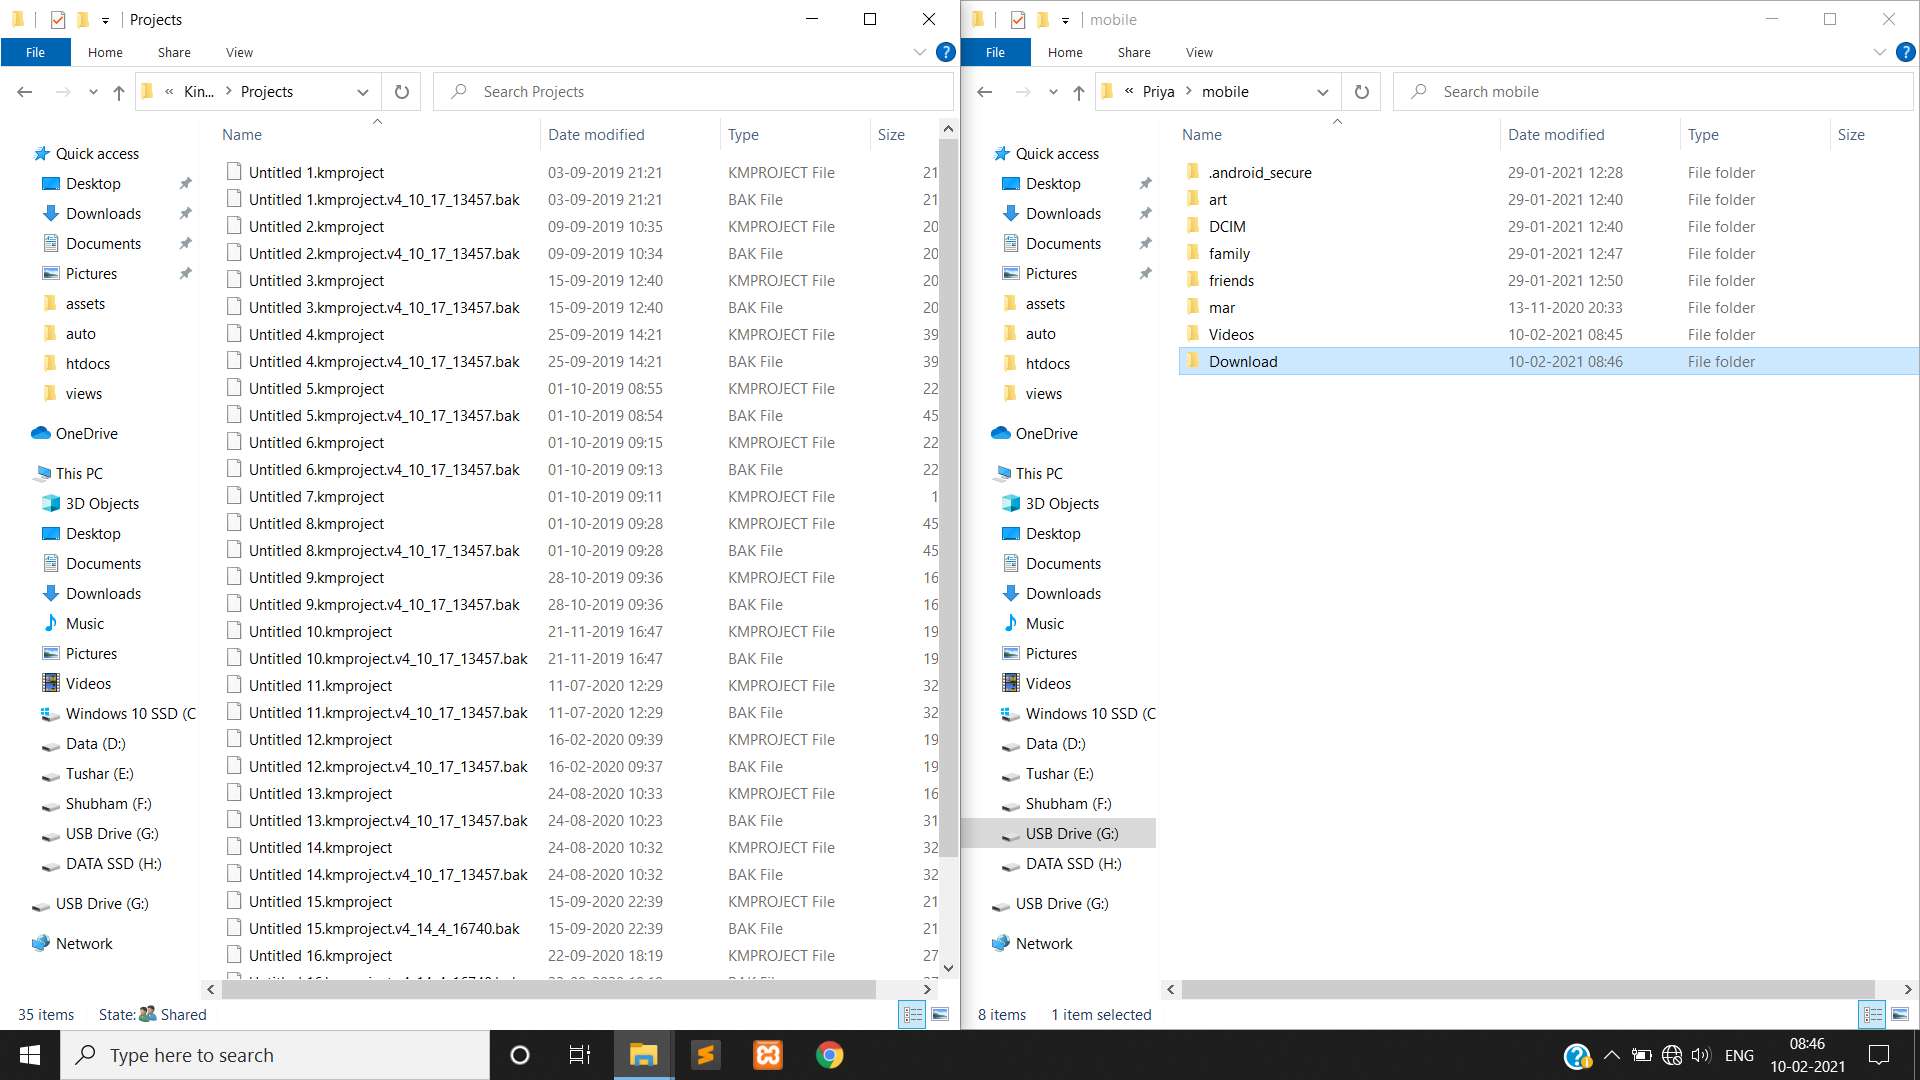 Projects
File Home Share View
« Kin... > Projects
Search Projects
Name Date modified Type Size
Quick access
Desktop
Downloads
Documents
Pictures
assets
auto
htdocs
views
OneDrive
This PC
3D Objects
Desktop
Documents
Downloads
Music
Pictures
Videos
Windows 10 SSD (C
Data (D:)
Tushar (E:)
Shubham (F:)
USB Drive (G:)
DATA SSD (H:)
USB Drive (G:)
Network
Untitled 1.kmproject 03-09-2019 21:21 KMPROJECT File 21
Untitled 1.kmproject.v4_10_17_13457.bak 03-09-2019 21:21 BAK File 21
Untitled 2.kmproject 09-09-2019 10:35 KMPROJECT File 20
Untitled 2.kmproject.v4_10_17_13457.bak 09-09-2019 10:34 BAK File 20
Untitled 3.kmproject 15-09-2019 12:40 KMPROJECT File 20
Untitled 3.kmproject.v4_10_17_13457.bak 15-09-2019 12:40 BAK File 20
Untitled 4.kmproject 25-09-2019 14:21 KMPROJECT File 39
Untitled 4.kmproject.v4_10_17_13457.bak 25-09-2019 14:21 BAK File 39
Untitled 5.kmproject 01-10-2019 08:55 KMPROJECT File 22
Untitled 5.kmproject.v4_10_17_13457.bak 01-10-2019 08:54 BAK File 45
Untitled 6.kmproject 01-10-2019 09:15 KMPROJECT File 22
Untitled 6.kmproject.v4_10_17_13457.bak 01-10-2019 09:13 BAK File 22
Untitled 7.kmproject 01-10-2019 09:11 KMPROJECT File 1
Untitled 8.kmproject 01-10-2019 09:28 KMPROJECT File 45
Untitled 8.kmproject.v4_10_17_13457.bak 01-10-2019 09:28 BAK File 45
Untitled 9.kmproject 28-10-2019 09:36 KMPROJECT File 16
Untitled 9.kmproject.v4_10_17_13457.bak 28-10-2019 09:36 BAK File 16
Untitled 10.kmproject 21-11-2019 16:47 KMPROJECT File 19
Untitled 10.kmproject.v4_10_17_13457.bak 21-11-2019 16:47 BAK File 19
Untitled 11.kmproject 11-07-2020 12:29 KMPROJECT File 32
Untitled 11.kmproject.v4_10_17_13457.bak 11-07-2020 12:29 BAK File 32
Untitled 12.kmproject 16-02-2020 09:39 KMPROJECT File 19
Untitled 12.kmproject.v4_10_17_13457.bak 16-02-2020 09:37 BAK File 19
Untitled 13.kmproject 24-08-2020 10:33 KMPROJECT File 16
Untitled 13.kmproject.v4_10_17_13457.bak 24-08-2020 10:23 BAK File 31
Untitled 14.kmproject 24-08-2020 10:32 KMPROJECT File 32
Untitled 14.kmproject.v4_10_17_13457.bak 24-08-2020 10:32 BAK File 32
Untitled 15.kmproject 15-09-2020 22:39 KMPROJECT File 21
Untitled 15.kmproject.v4_14_4_16740.bak 15-09-2020 22:39 BAK File 21
Untitled 16.kmproject 22-09-2020 18:19 KMPROJECT File 27
35 items State: Shared
mobile
File Home Share View
« Priya > mobile
Search mobile
Name Date modified Type Size
Quick access
Desktop
Downloads
Documents
Pictures
assets
auto
htdocs
views
OneDrive
This PC
3D Objects
Desktop
Documents
Downloads
Music
Pictures
Videos
Windows 10 SSD (C
Data (D:)
Tushar (E:)
Shubham (F:)
USB Drive (G:)
DATA SSD (H:)
USB Drive (G:)
Network
.android_secure 29-01-2021 12:28 File folder
art 29-01-2021 12:40 File folder
DCIM 29-01-2021 12:40 File folder
family 29-01-2021 12:47 File folder
friends 29-01-2021 12:50 File folder
mar 13-11-2020 20:33 File folder
Videos 10-02-2021 08:45 File folder
Download 10-02-2021 08:46 File folder
8 items 1 item selected
Type here to search
ENG
08:46
10-02-2021